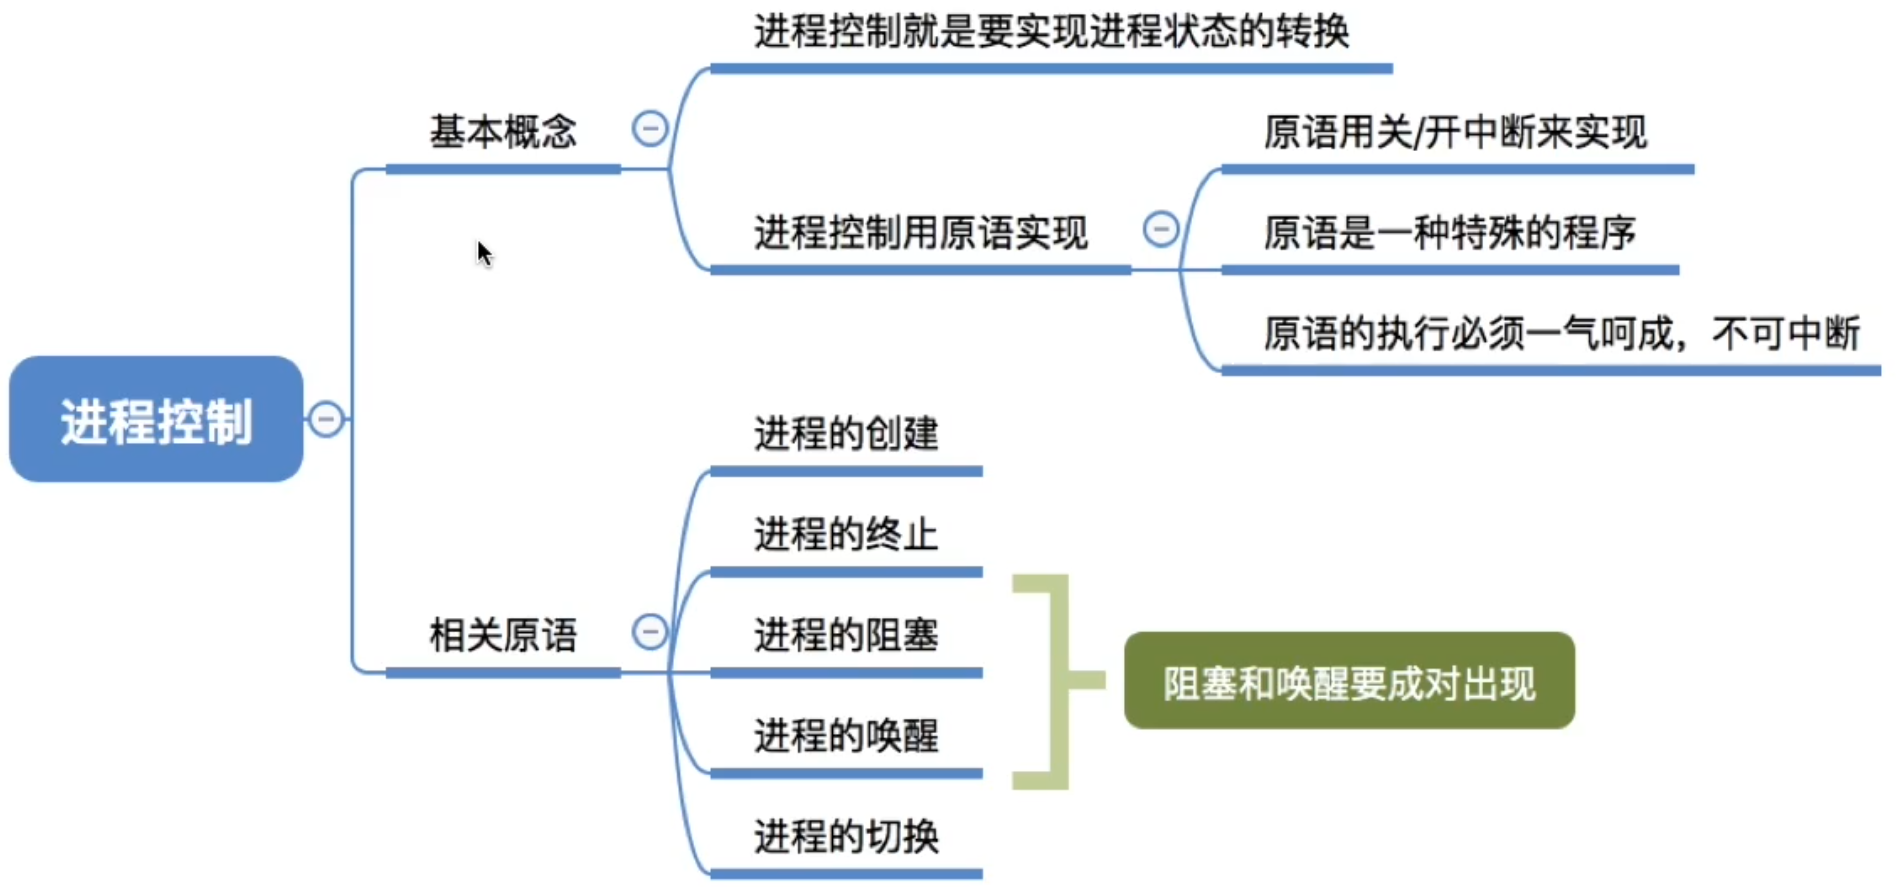 进程控制就是要实现进程状态的转换
基本概念
原语用关/开中断来实现
进程控制用原语实现
原语是一种特殊的程序
原语的执行必须一气呵成，不可中断
进程控制
进程的创建
进程的终止
相关原语
进程的阻塞
阻塞和唤醒要成对出现
进程的唤醒
进程的切换